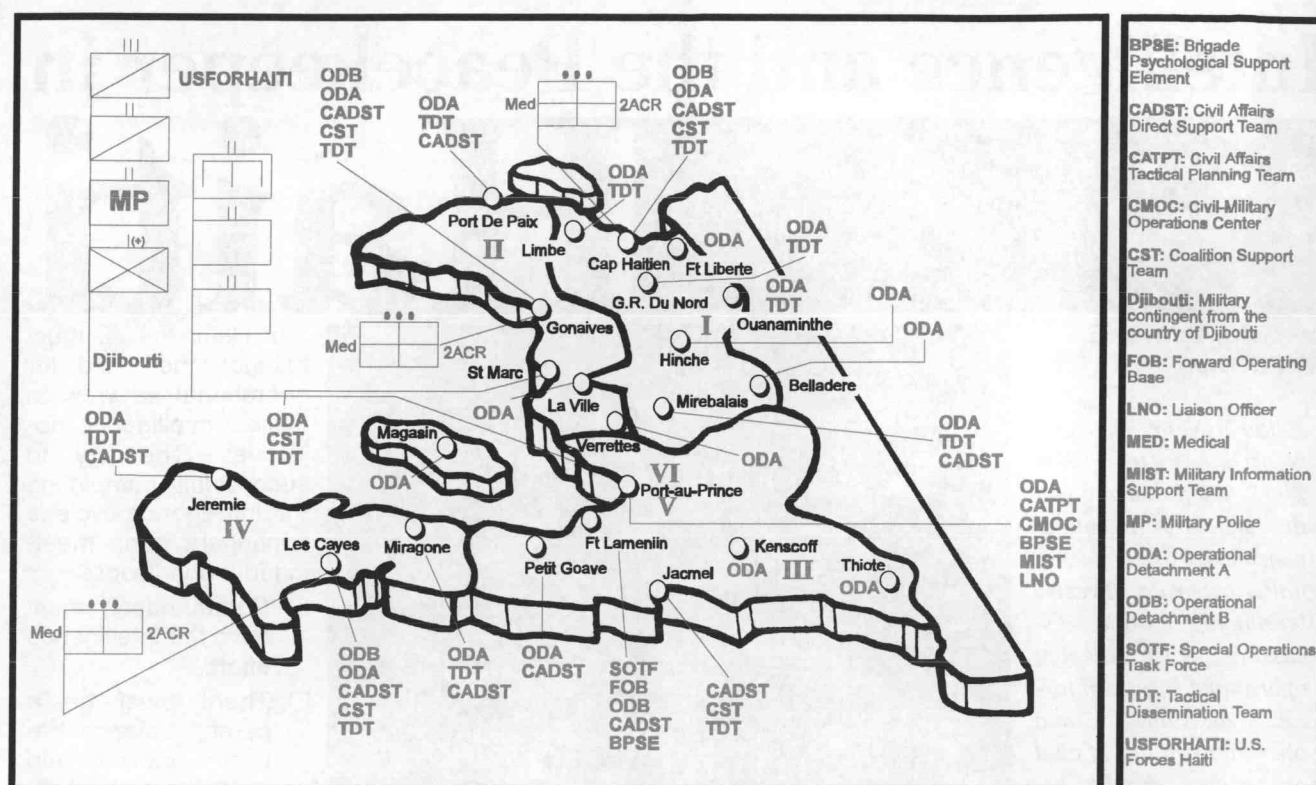 USFORHAITI
MP
Djibouti
ODB
ODA
CADST
CST
TDT
ODA
TDT
CADST
Med
2ACR
ODB
ODA
CADST
CST
TDT
ODA
TDT
Port De Paix
Limbe
Cap Haitien
ODA
Ft Liberte
ODA
TDT
II
G.R. Du Nord
ODA
TDT
ODA
Gonaives
I
Ouanaminthe
ODA
Med
2ACR
Hinche
St Marc
Belladere
La Ville
Mirebalais
ODA
Verrettes
ODA
ODA
TDT
CADST
ODA
TDT
CADST
ODA
CST
TDT
Magasin
ODA
VI
Port-au-Prince
V
Jeremie
IV
Les Cayes
Miragone
Ft Lameniin
Petit Goave
Kenscoff
ODA
III
Jacmel
Thiote
ODA
ODA
CATPT
CMOC
BPSE
MIST
LNO
Med
2ACR
ODB
ODA
CADST
CST
TDT
ODA
TDT
CADST
ODA
CADST
SOTF
FOB
ODB
CADST
BPSE
CADST
CST
TDT
BPSE: Brigade
Psychological Support
Element
CADST: Civil Affairs
Direct Support Team
CATPT: Civil Affairs
Tactical Planning Team
CMOC: Civil-Military
Operations Center
CST: Coalition Support
Team
Djibouti: Military
contingent from the
country of Djibouti
FOB: Forward Operating
Base
LNO: Liaison Officer
MED: Medical
MIST: Military Information
Support Team
MP: Military Police
ODA: Operational
Detachment A
ODB: Operational
Detachment B
SOTF: Special Operations
Task Force
TDT: Tactical
Dissemination Team
USFORHAITI: U.S.
Forces Haiti